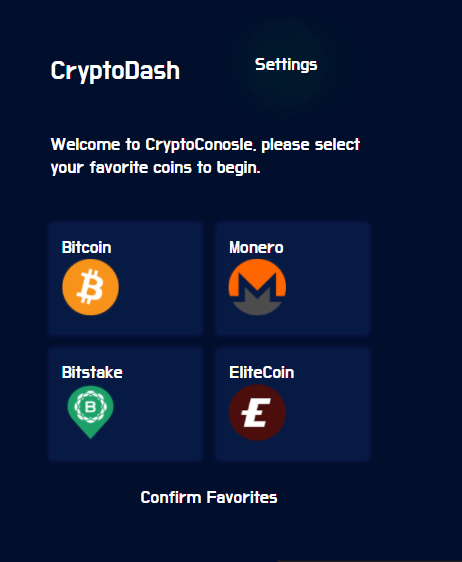 CryptoDash
Settings
Welcome to CryptoConosle, please select
your favorite coins to begin.
Bitcoin
Monero
Bitstake
EliteCoin
Confirm Favorites